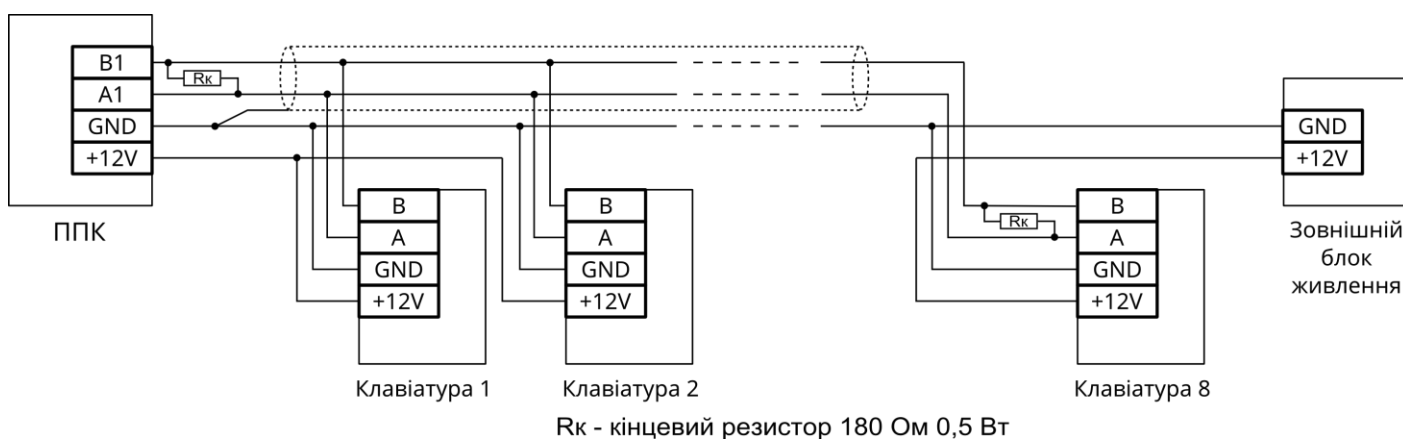 B1
A1
GND
+12V
Rк
ППК
B
A
GND
+12V
Клавіатура 1
B
A
GND
+12V
Клавіатура 2
B
A
GND
+12V
Rк
Клавіатура 8
GND
+12V
Зовнішній
блок
живлення
Rк - кінцевий резистор 180 Ом 0,5 Вт